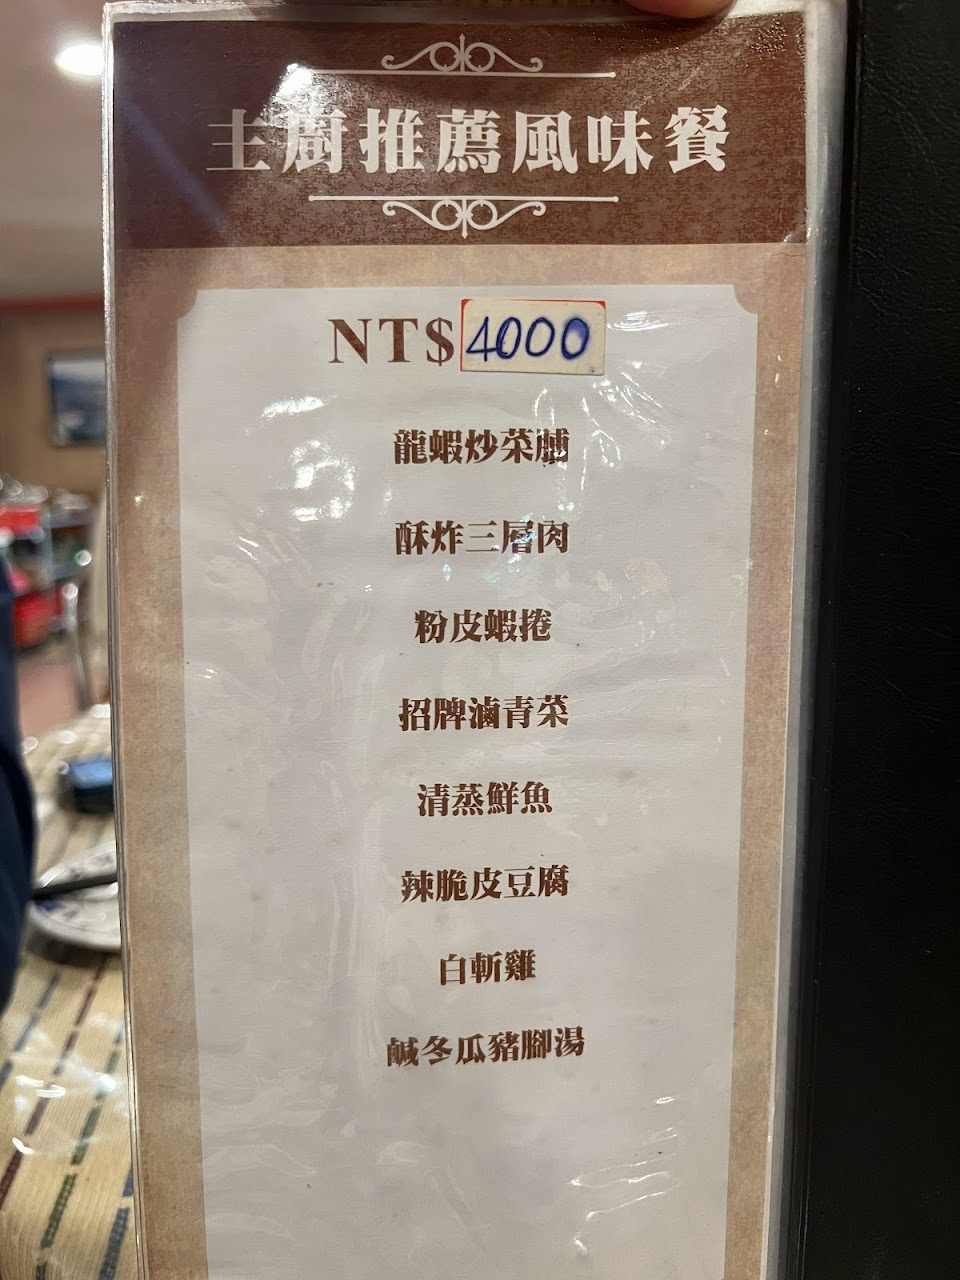 主廚推薦風味餐
NT$4000
龍蝦炒菜脯
酥炸三層肉
粉皮蝦捲
招牌滷青菜
清蒸鮮魚
辣脆皮豆腐
白斬雞
鹹冬瓜豬腳湯